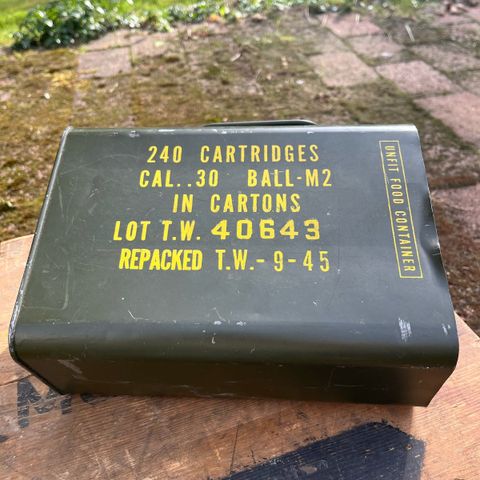 240 CARTRIDGES
CAL..30 BALL-M2
IN CARTONS
LOT T.W. 40643
REPACKED T.W.-9-45
UNFIT FOOD CONTAINER